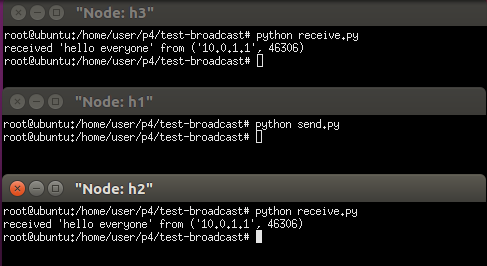 "Node: h3"
root@ubuntu:/home/user/p4/test-broadcast# python receive.py
received 'hello everyone' from ('10.0.1.1', 46306)
root@ubuntu:/home/user/p4/test-broadcast#
"Node: h1"
root@ubuntu:/home/user/p4/test-broadcast# python send.py
root@ubuntu:/home/user/p4/test-broadcast#
"Node: h2"
root@ubuntu:/home/user/p4/test-broadcast# python receive.py
received 'hello everyone' from ('10.0.1.1', 46306)
root@ubuntu:/home/user/p4/test-broadcast#